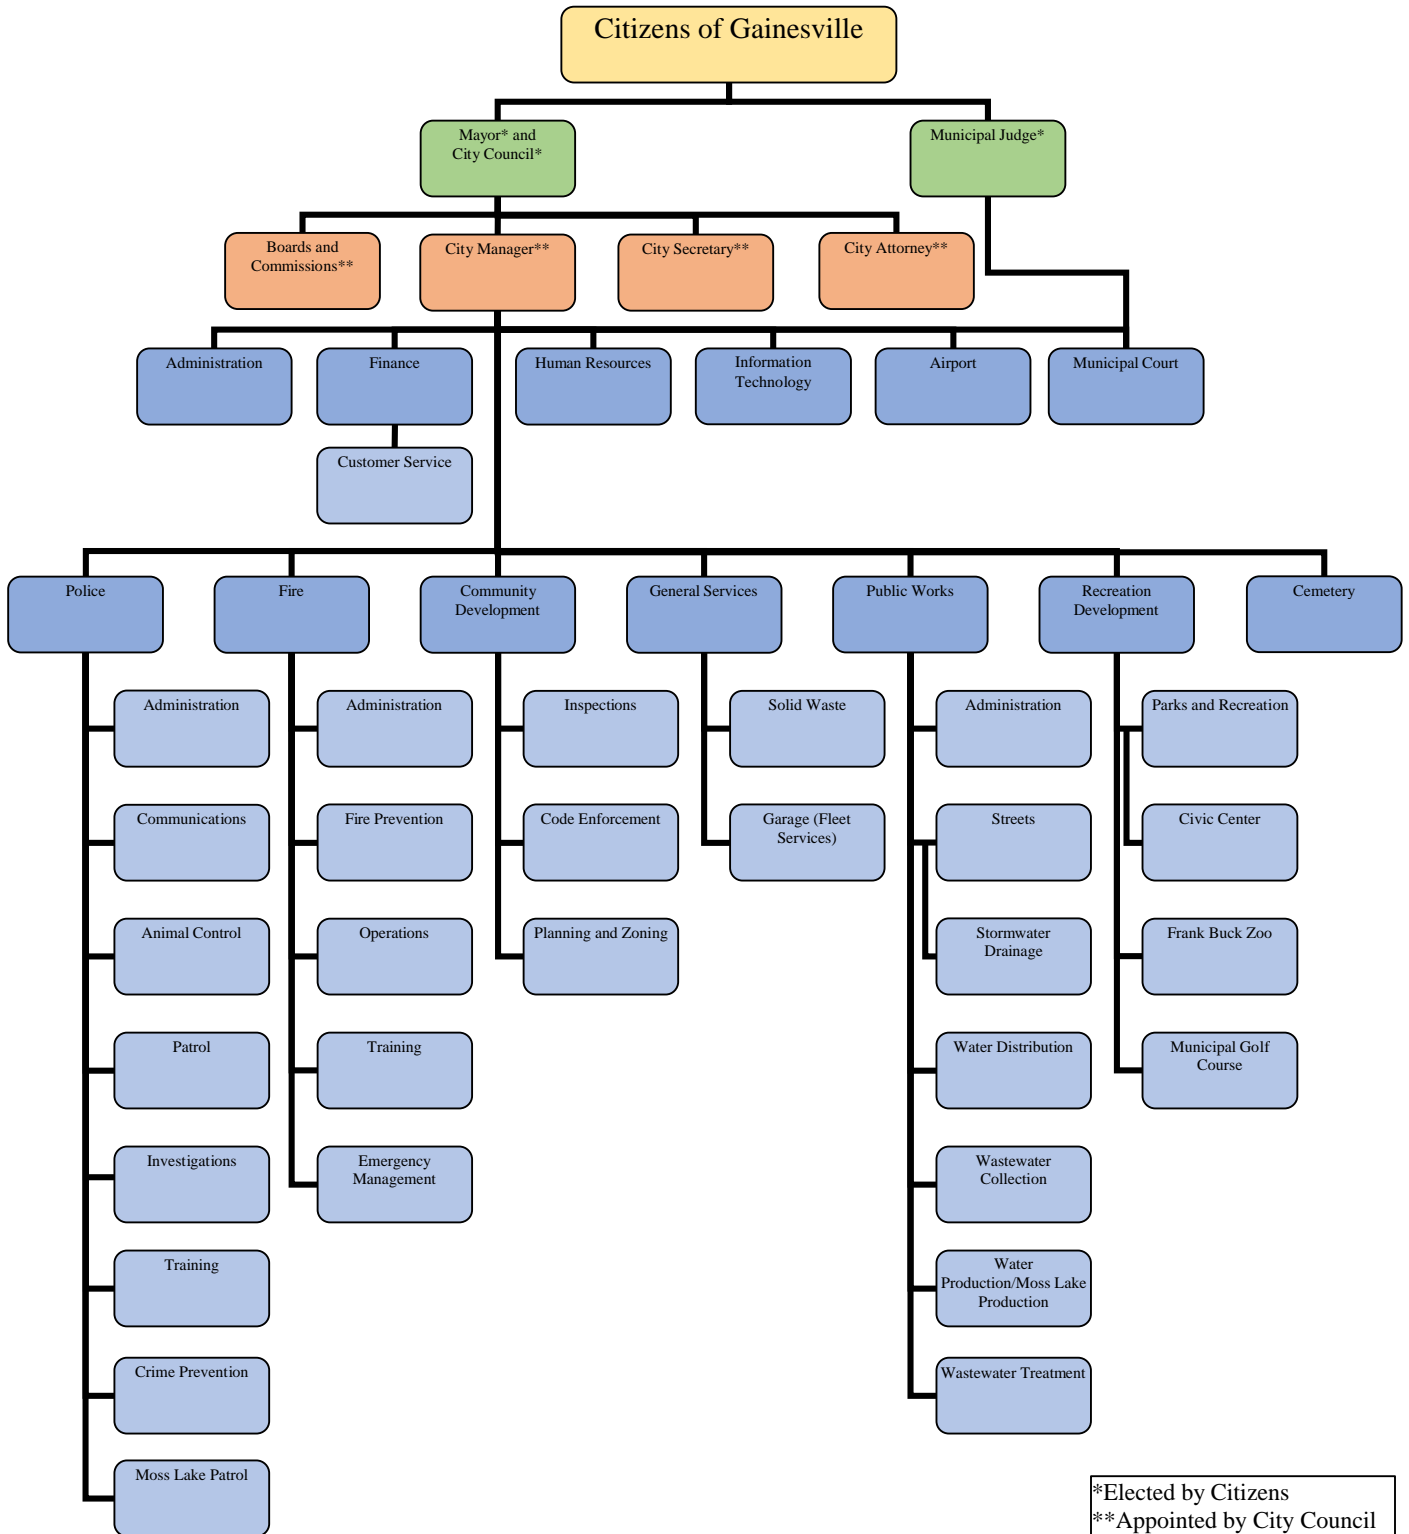 Citizens of Gainesville
Mayor* and
City Council*
Municipal Judge*
Boards and
Commissions**
City Manager**
City Secretary**
City Attorney**
Administration
Finance
Human Resources
Information
Technology
Airport
Municipal Court
Customer Service
Police
Fire
Community
Development
General Services
Public Works
Recreation
Development
Cemetery
Administration
Administration
Inspections
Solid Waste
Administration
Parks and Recreation
Communications
Fire Prevention
Code Enforcement
Garage (Fleet
Services)
Streets
Civic Center
Animal Control
Operations
Planning and Zoning
Stormwater
Drainage
Frank Buck Zoo
Patrol
Training
Water Distribution
Municipal Golf
Course
Investigations
Emergency
Management
Wastewater
Collection
Training
Water
Production/Moss Lake
Production
Crime Prevention
Wastewater Treatment
Moss Lake Patrol
*Elected by Citizens
**Appointed by City Council